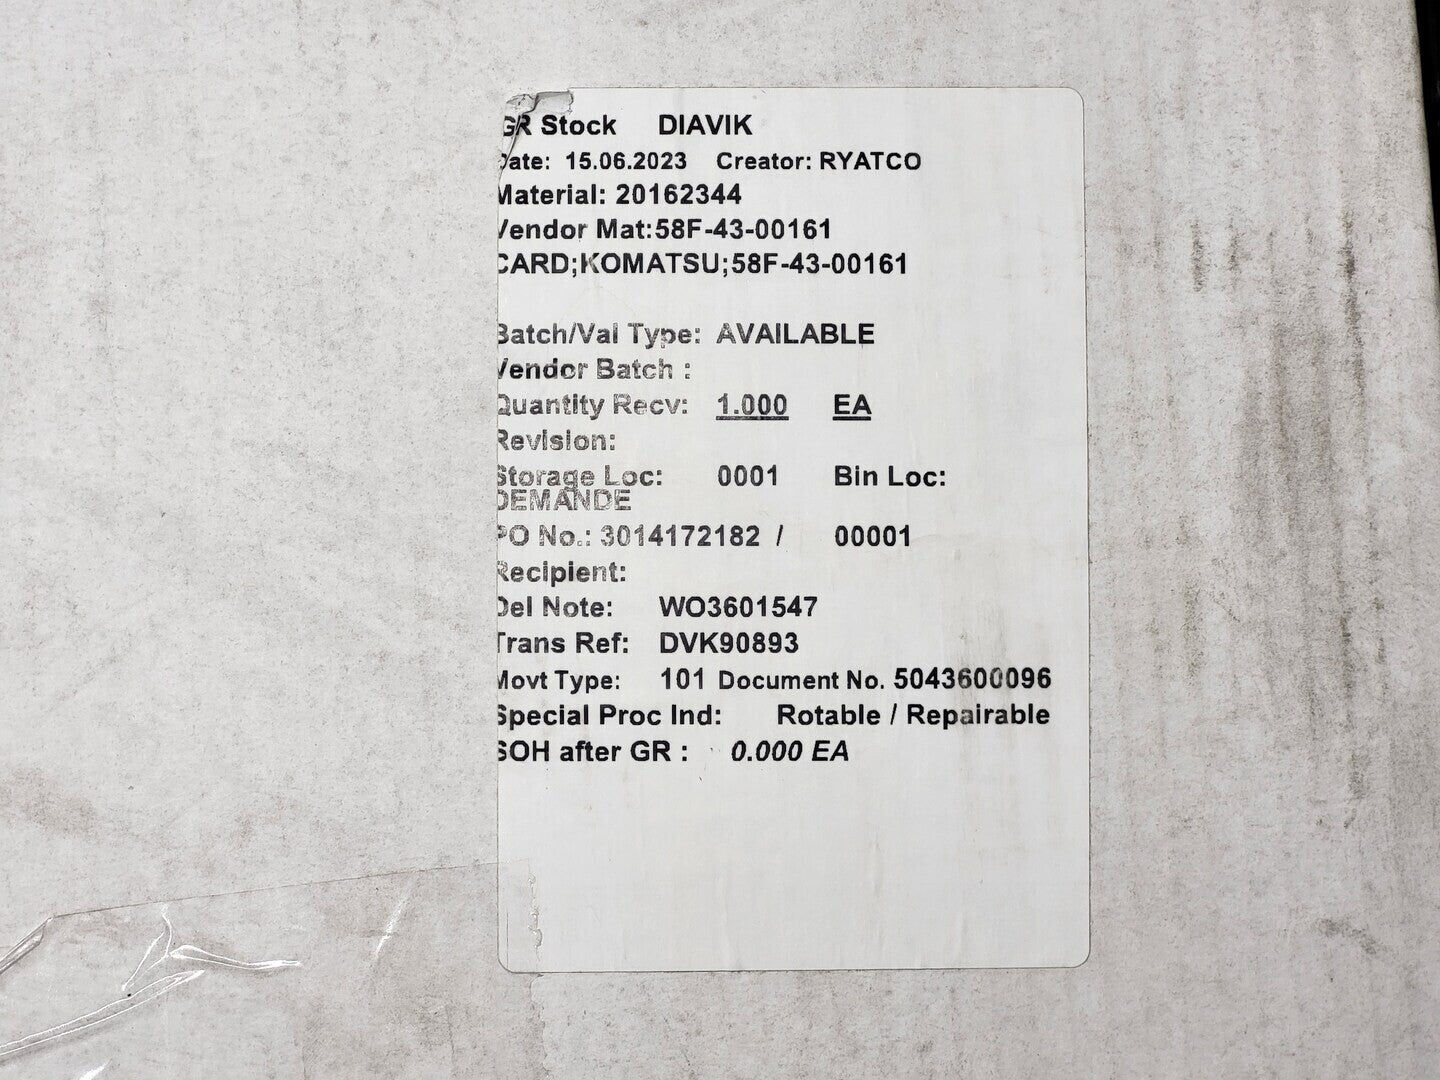 GR Stock DIAVIK
Date: 15.06.2023 Creator: RYATCO
Material: 20162344
Vendor Mat:58F-43-00161
CARD;KOMATSU;58F-43-00161
Batch/Val Type: AVAILABLE
Vendor Batch :
Quantity Recv: 1.000 EA
Revision:
Storage Loc: 0001 Bin Loc:
DEMANDE
PO No.: 3014172182 / 00001
Recipient:
Del Note: WO3601547
Trans Ref: DVK90893
Movt Type: 101 Document No. 5043600096
Special Proc Ind: Rotable / Repairable
SOH after GR : 0.000 EA